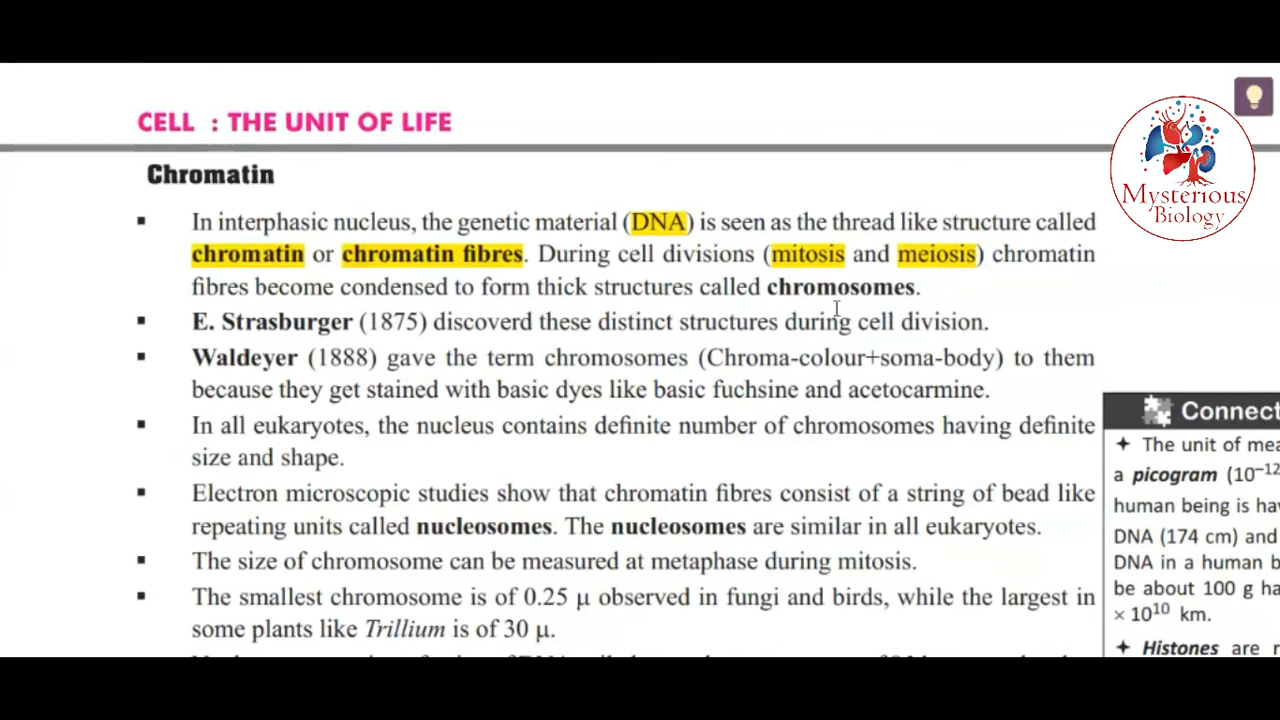 CELL : THE UNIT OF LIFE
Mysterious
Biology
Chromatin
In interphasic nucleus, the genetic material (DNA) is seen as the thread like structure called
chromatin or chromatin fibres. During cell divisions (mitosis and meiosis) chromatin
fibres become condensed to form thick structures called chromosomes.
E. Strasburger (1875) discoverd these distinct structures during cell division.
Waldeyer (1888) gave the term chromosomes (Chroma-colour+soma-body) to them
because they get stained with basic dyes like basic fuchsine and acetocarmine.
In all eukaryotes, the nucleus contains definite number of chromosomes having definite
size and shape.
Electron microscopic studies show that chromatin fibres consist of a string of bead like
repeating units called nucleosomes. The nucleosomes are similar in all eukaryotes.
The size of chromosome can be measured at metaphase during mitosis.
The smallest chromosome is of 0.25 μ observed in fungi and birds, while the largest in
some plants like Trillium is of 30 μ.
Connect
The unit of mea
a picogram (10⁻¹²
human being is hav
DNA (174 cm) and
DNA in a human b
be about 100 g ha
× 10¹⁰ km.
Histones are r